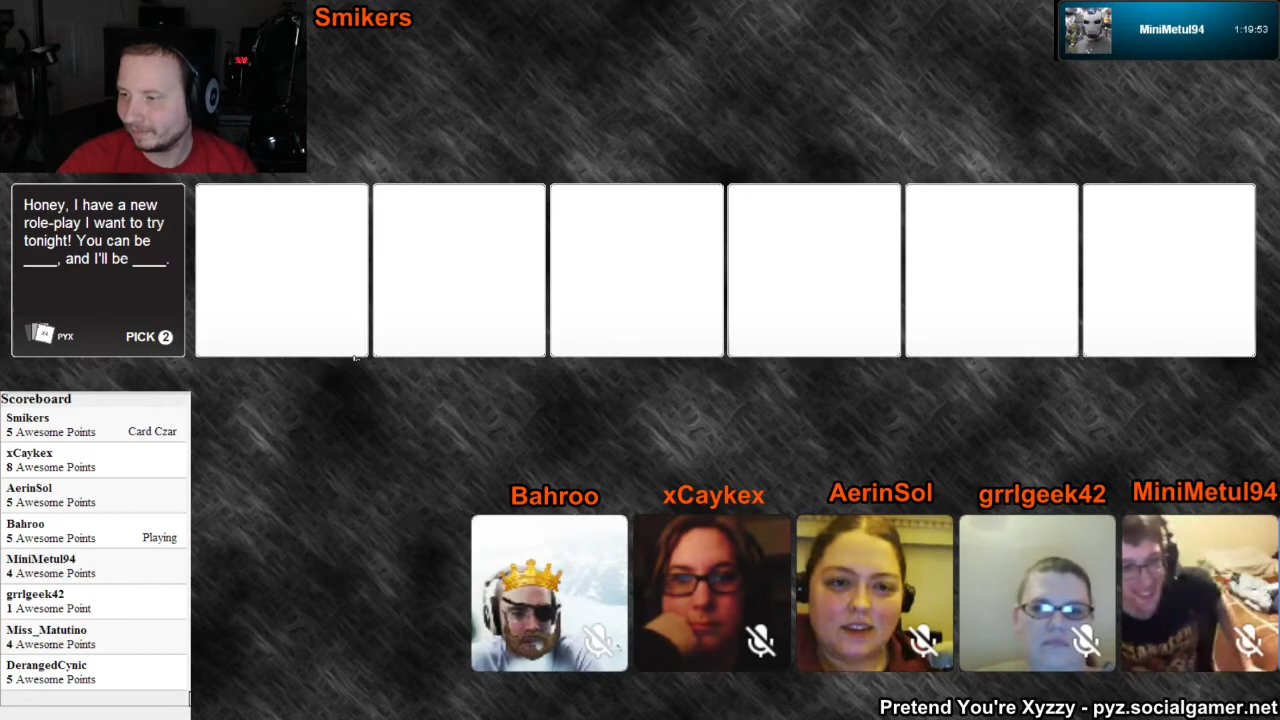 Smikers
MiniMetul94
1:19:53
Honey, I have a new
role-play I want to try
tonight! You can be
____, and I'll be ____.
PYX
PICK 2
Scoreboard
Smikers
5 Awesome Points
Card Czar
xCaykex
8 Awesome Points
AerinSol
5 Awesome Points
Bahroo
5 Awesome Points
Playing
MiniMetul94
4 Awesome Points
grrlgeek42
1 Awesome Point
Miss_Matutino
4 Awesome Points
DerangedCynic
5 Awesome Points
Bahroo
xCaykex
AerinSol
grrlgeek42
MiniMetul94
Pretend You're Xyzzy - pyz.socialgamer.net